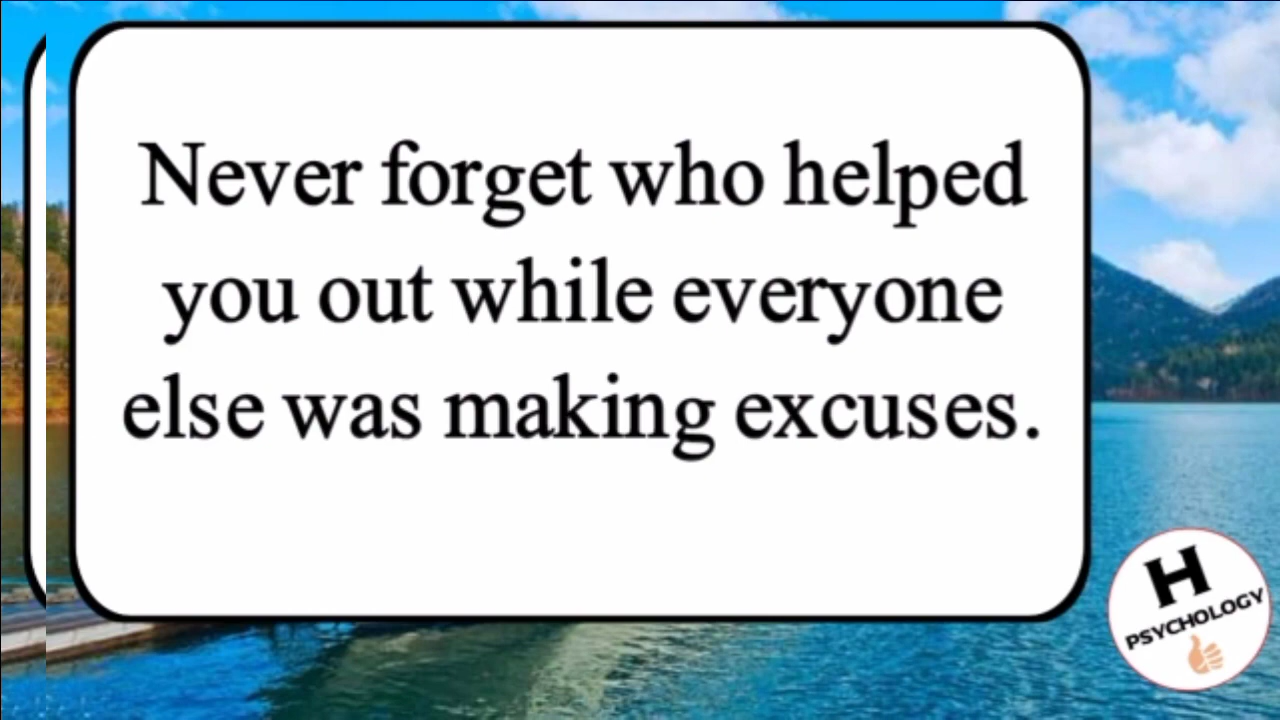 Never forget who helped
you out while everyone
else was making excuses.
H
PSYCHOLOGY